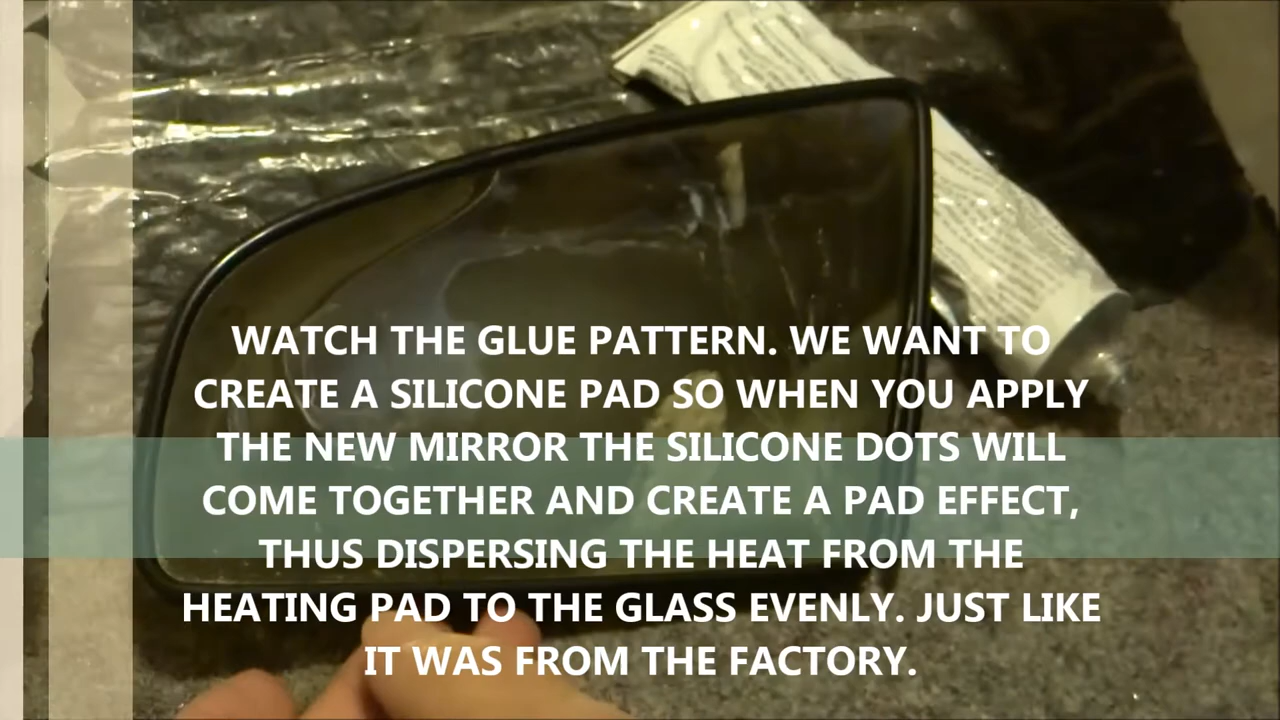 WATCH THE GLUE PATTERN. WE WANT TO
CREATE A SILICONE PAD SO WHEN YOU APPLY
THE NEW MIRROR THE SILICONE DOTS WILL
COME TOGETHER AND CREATE A PAD EFFECT,
THUS DISPERSING THE HEAT FROM THE
HEATING PAD TO THE GLASS EVENLY. JUST LIKE
IT WAS FROM THE FACTORY.